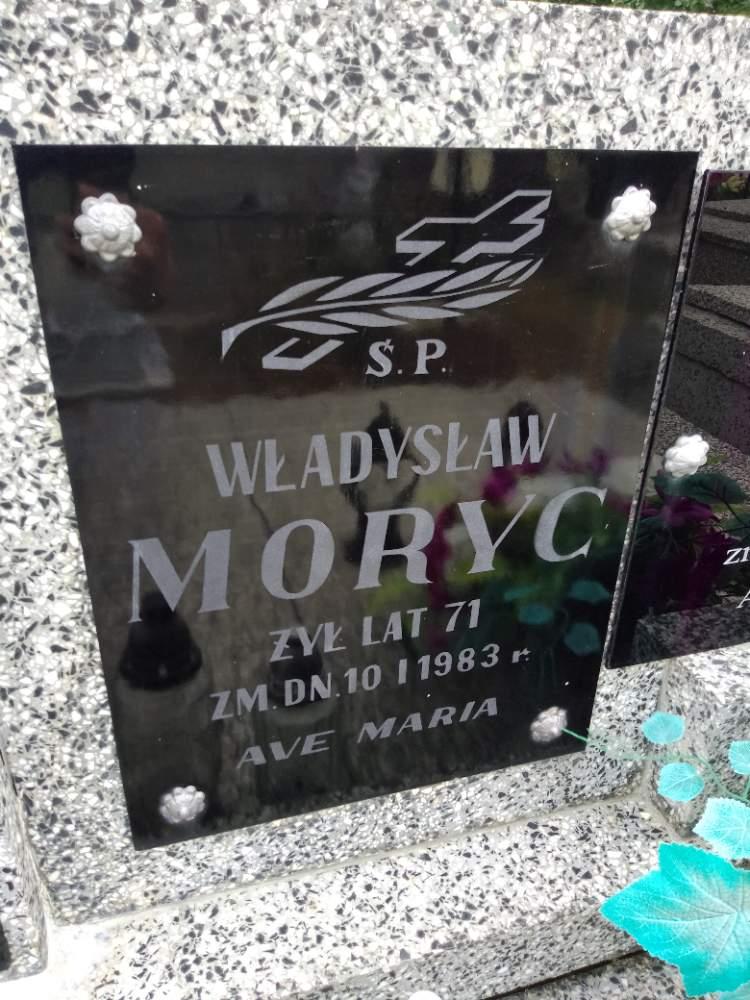 Ś.P.
WŁADYSŁAW
MORYC
ŻYŁ LAT 71
ZM. DN. 10 I 1983 r.
AVE MARIA